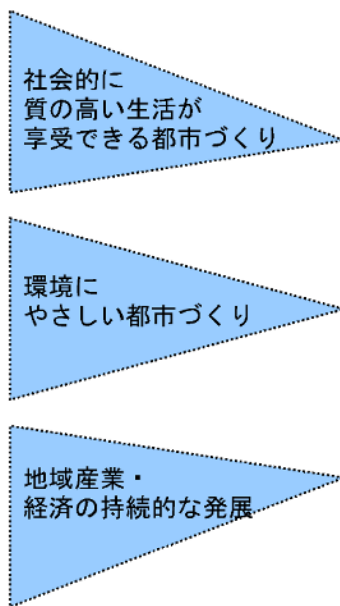 社会的に
質の高い生活が
享受できる都市づくり
環境に
やさしい都市づくり
地域産業・
経済の持続的な発展